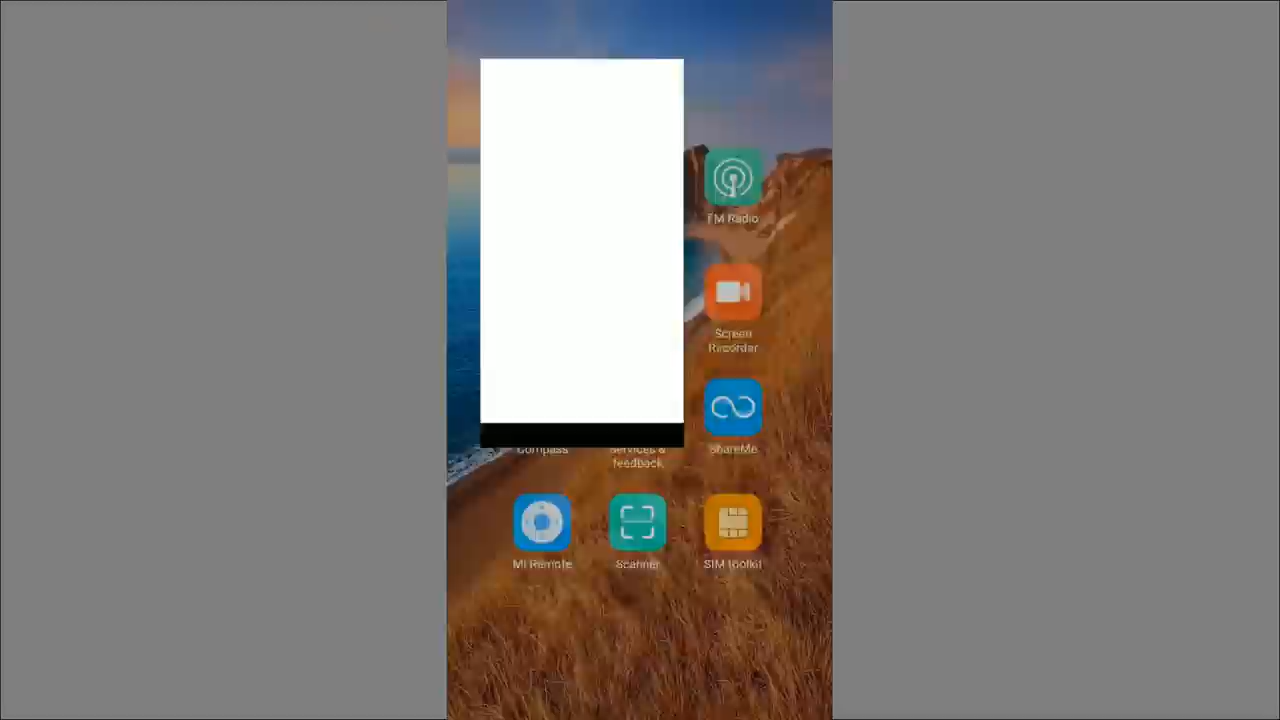 FM Radio
Screen
Recorder
Compass
Services &
feedback
ShareMe
Mi Remote
Scanner
SIM toolkit